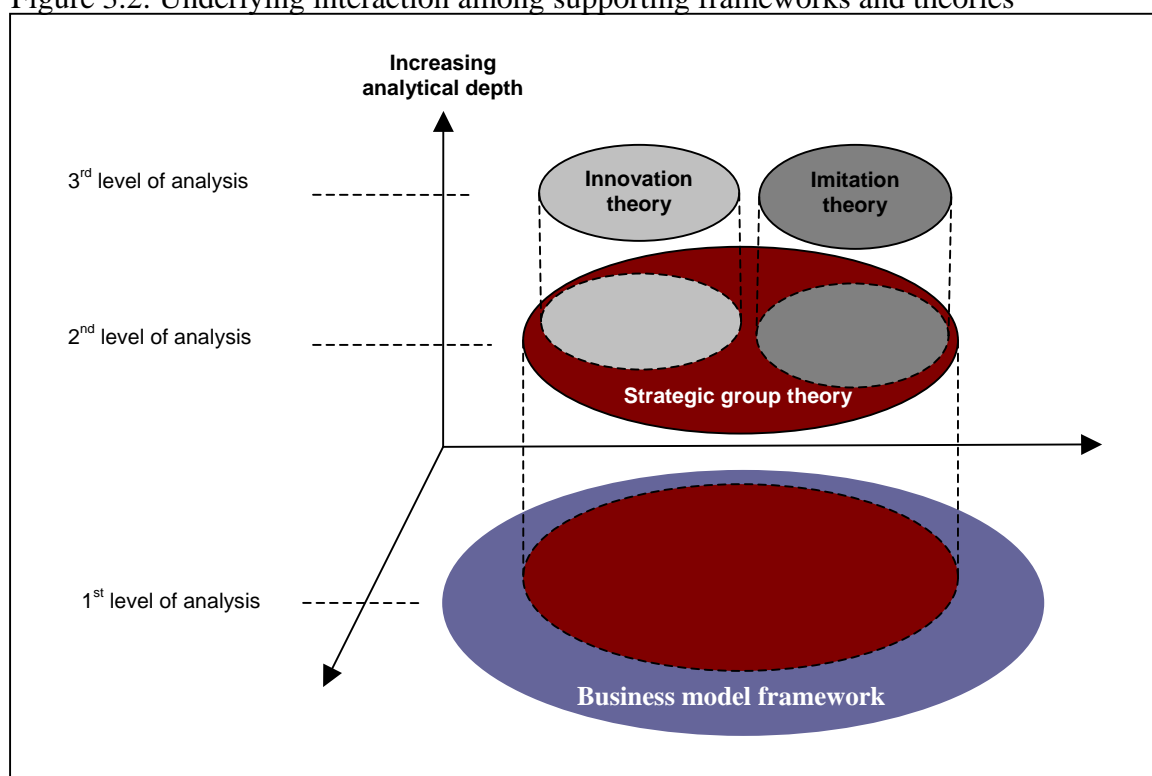 Figure 3.2: Underlying interaction among supporting frameworks and theories
Increasing
analytical depth
3rd level of analysis
Innovation
theory
Imitation
theory
2nd level of analysis
Strategic group theory
1st level of analysis
Business model framework